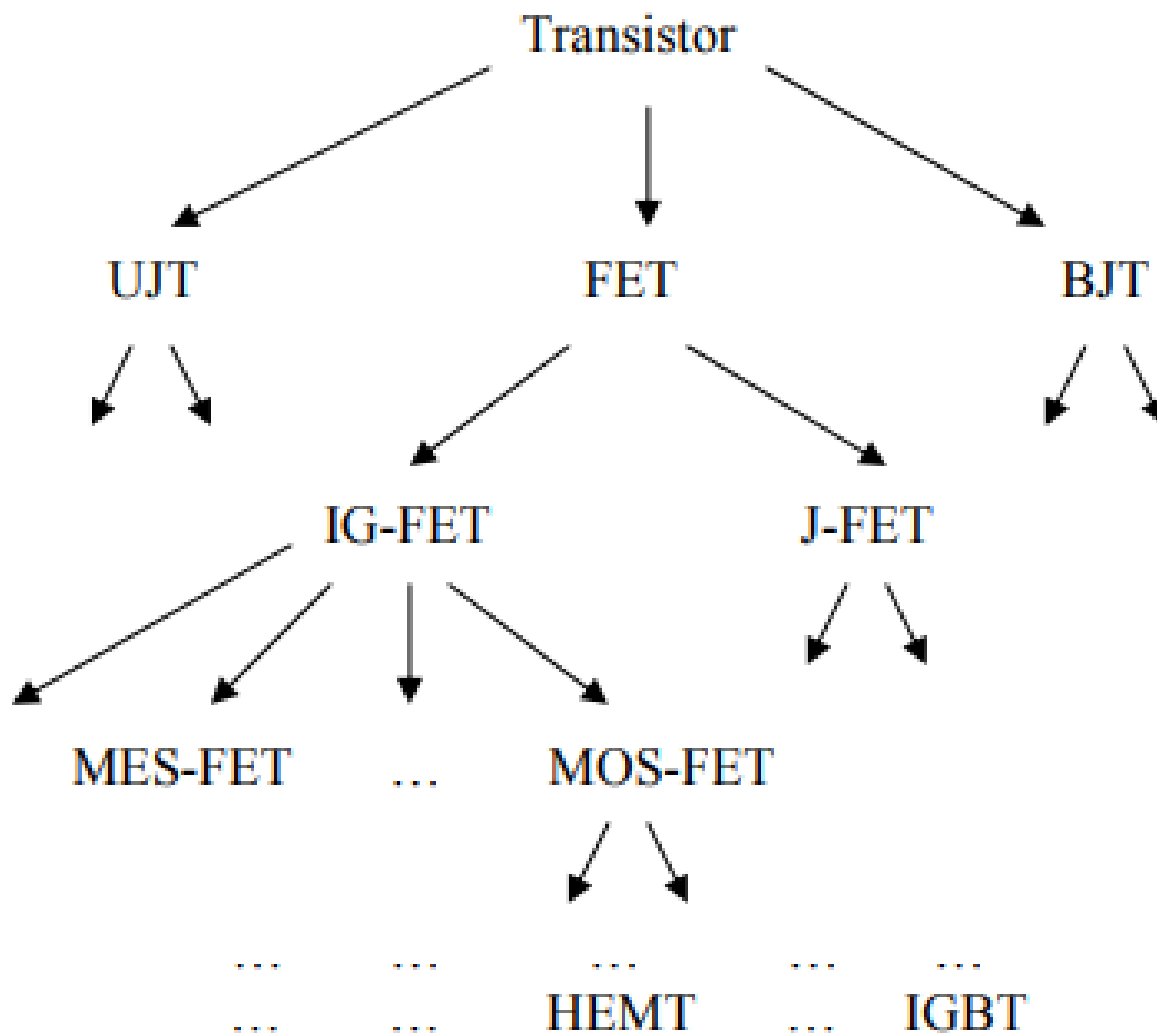 Transistor
UJT FET BJT
IG-FET J-FET
MES-FET ... MOS-FET
... ... ... ... ...
... ... HEMT ... IGBT